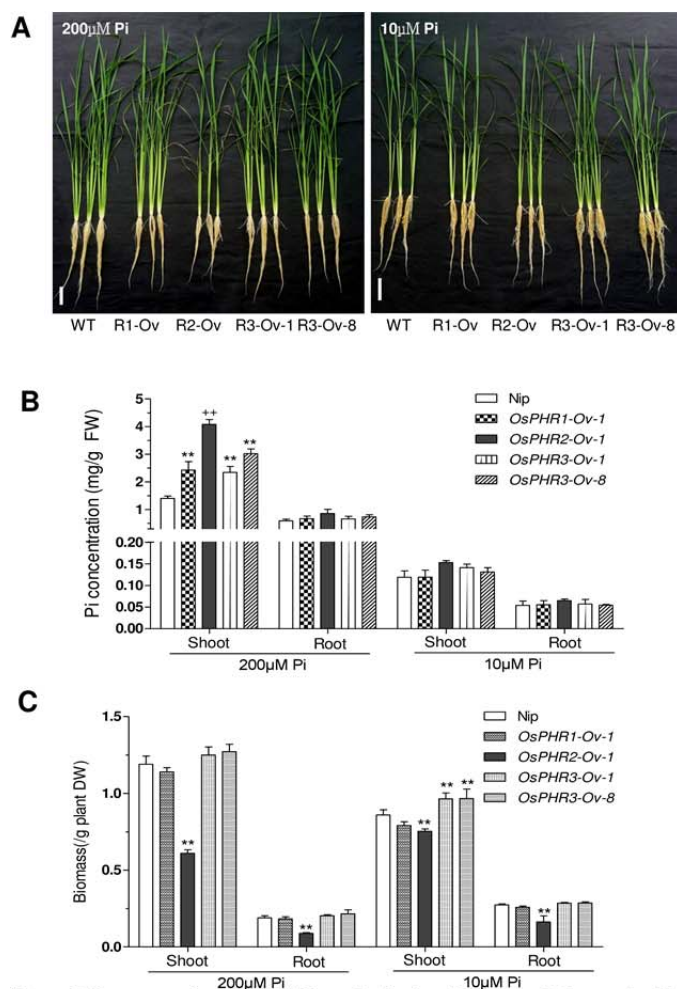 A
200μM Pi
10μM Pi
WT R1-Ov R2-Ov R3-Ov-1 R3-Ov-8
WT R1-Ov R2-Ov R3-Ov-1 R3-Ov-8
B
Nip
OsPHR1-Ov-1
OsPHR2-Ov-1
OsPHR3-Ov-1
OsPHR3-Ov-8
Pi concentration (mg/g FW)
5
4
3
2
1
0.20
0.15
0.10
0.05
0.00
** ++ ** **
Shoot Root Shoot Root
200μM Pi 10μM Pi
C
Nip
OsPHR1-Ov-1
OsPHR2-Ov-1
OsPHR3-Ov-1
OsPHR3-Ov-8
Biomass(/g plant DW)
1.5
1.0
0.5
0.0
** ** ** ** ** **
Shoot Root Shoot Root
200μM Pi 10μM Pi